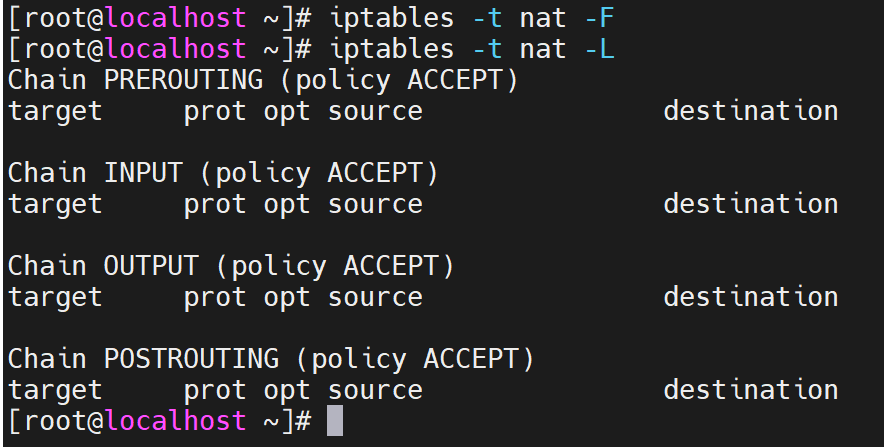 [root@localhost ~]# iptables -t nat -F
[root@localhost ~]# iptables -t nat -L
Chain PREROUTING (policy ACCEPT)
target     prot opt source               destination

Chain INPUT (policy ACCEPT)
target     prot opt source               destination

Chain OUTPUT (policy ACCEPT)
target     prot opt source               destination

Chain POSTROUTING (policy ACCEPT)
target     prot opt source               destination
[root@localhost ~]#